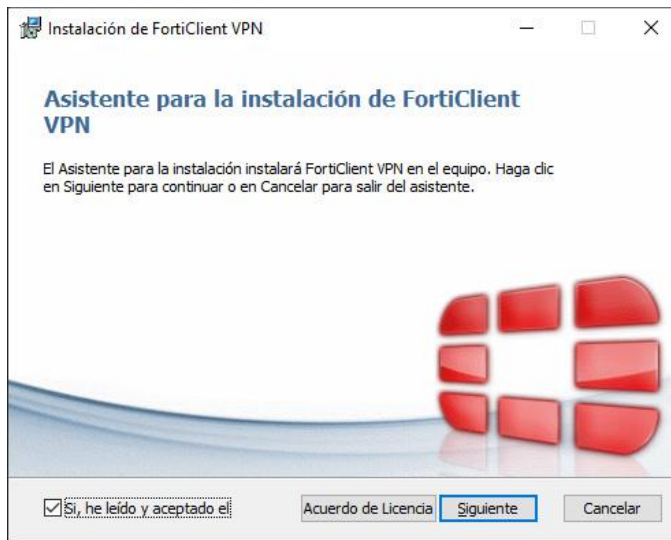 Instalación de FortiClient VPN
Asistente para la instalación de FortiClient
VPN
El Asistente para la instalación instalará FortiClient VPN en el equipo. Haga clic
en Siguiente para continuar o en Cancelar para salir del asistente.
Si, he leído y aceptado el
Acuerdo de Licencia
Siguiente
Cancelar